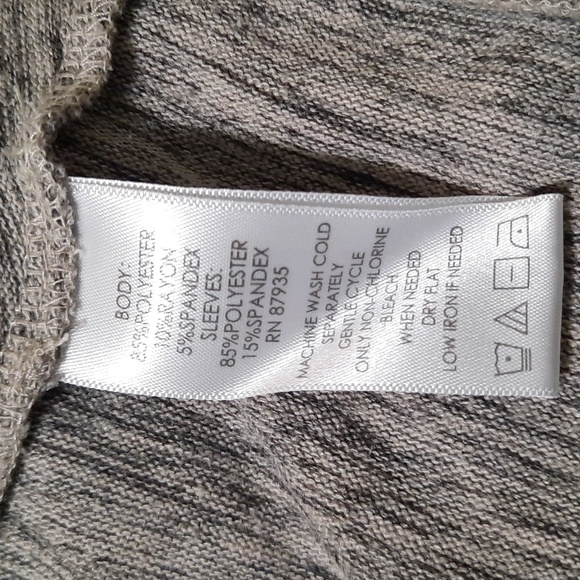 BODY:
85%POLYESTER
10%RAYON
5%SPANDEX
SLEEVES:
85%POLYESTER
15%SPANDEX
RN 87935
MACHINE WASH COLD
SEPARATELY
GENTLE CYCLE
ONLY NON-CHLORINE
BLEACH
WHEN NEEDED
DRY FLAT
LOW IRON IF NEEDED